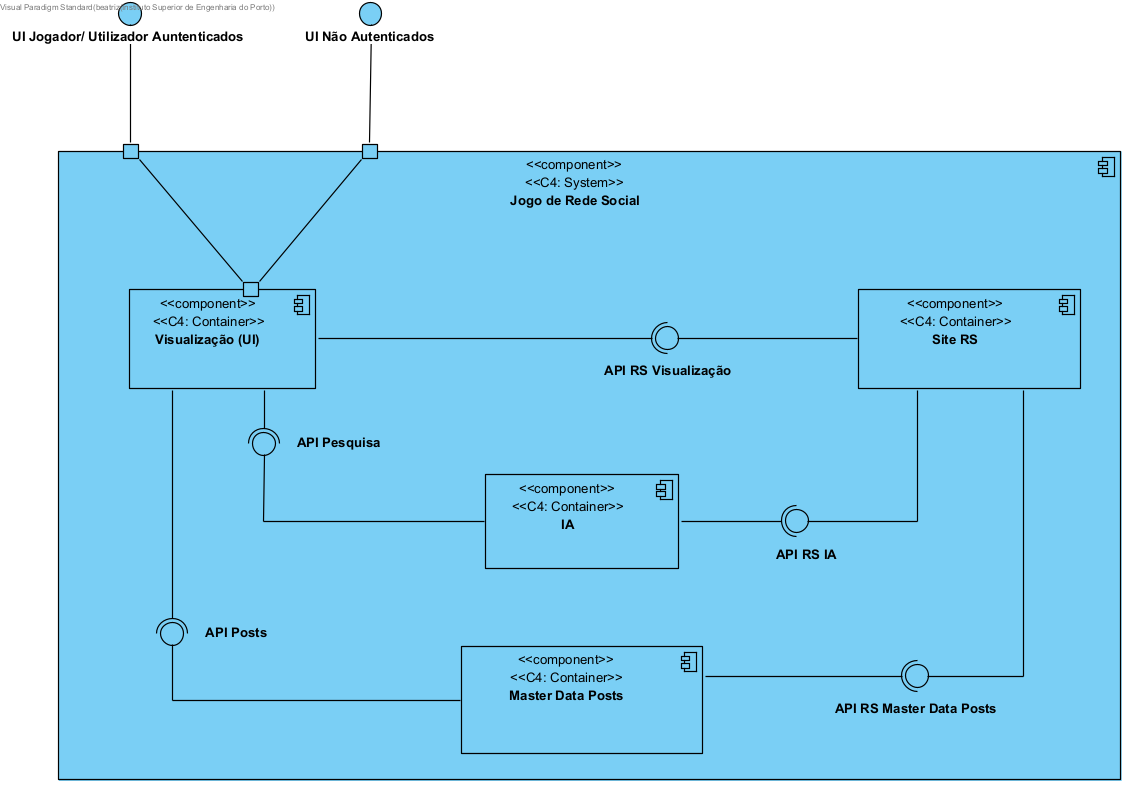 Visual Paradigm Standard(beatriz(Instituto Superior de Engenharia do Porto))
UI Jogador/ Utilizador Auntenticados
UI Não Autenticados
<<component>>
<<C4: System>>
Jogo de Rede Social
<<component>>
<<C4: Container>>
Visualização (UI)
<<component>>
<<C4: Container>>
Site RS
API RS Visualização
API Pesquisa
<<component>>
<<C4: Container>>
IA
API RS IA
API Posts
<<component>>
<<C4: Container>>
Master Data Posts
API RS Master Data Posts